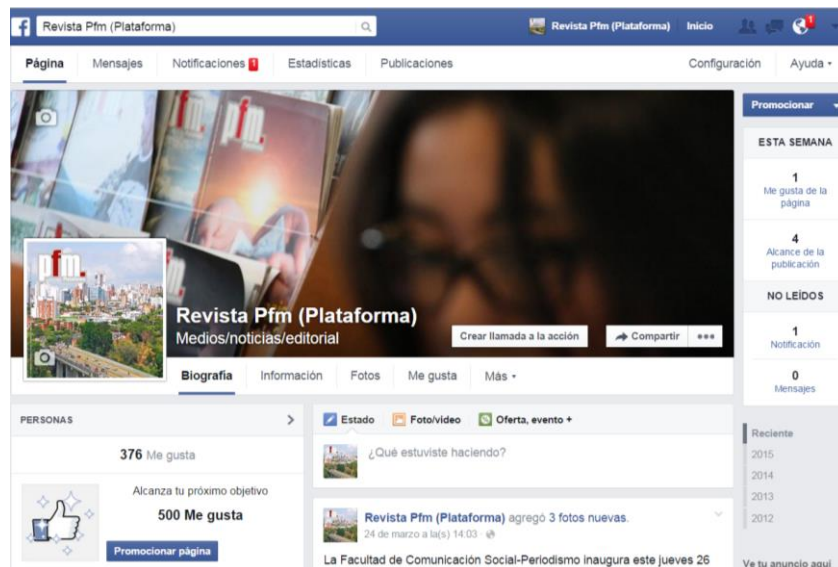 Revista Pfm (Plataforma)
Revista Pfm (Plataforma) Inicio 1
Página Mensajes Notificaciones 1 Estadísticas Publicaciones Configuración Ayuda
pfm.
pfm.
Revista Pfm (Plataforma)
Medios/noticias/editorial
Crear llamada a la acción Compartir
Biografía Información Fotos Me gusta Más
PERSONAS
376 Me gusta
Alcanza tu próximo objetivo
500 Me gusta
Promocionar página
Estado Foto/video Oferta, evento +
¿Qué estuviste haciendo?
Revista Pfm (Plataforma) agregó 3 fotos nuevas.
24 de marzo a la(s) 14:03 ·
La Facultad de Comunicación Social-Periodismo inaugura este jueves 26
Promocionar
ESTA SEMANA
1
Me gusta de la
página
4
Alcance de la
publicación
NO LEÍDOS
1
Notificación
0
Mensajes
Reciente
2015
2014
2013
2012
Ve tu anuncio aquí